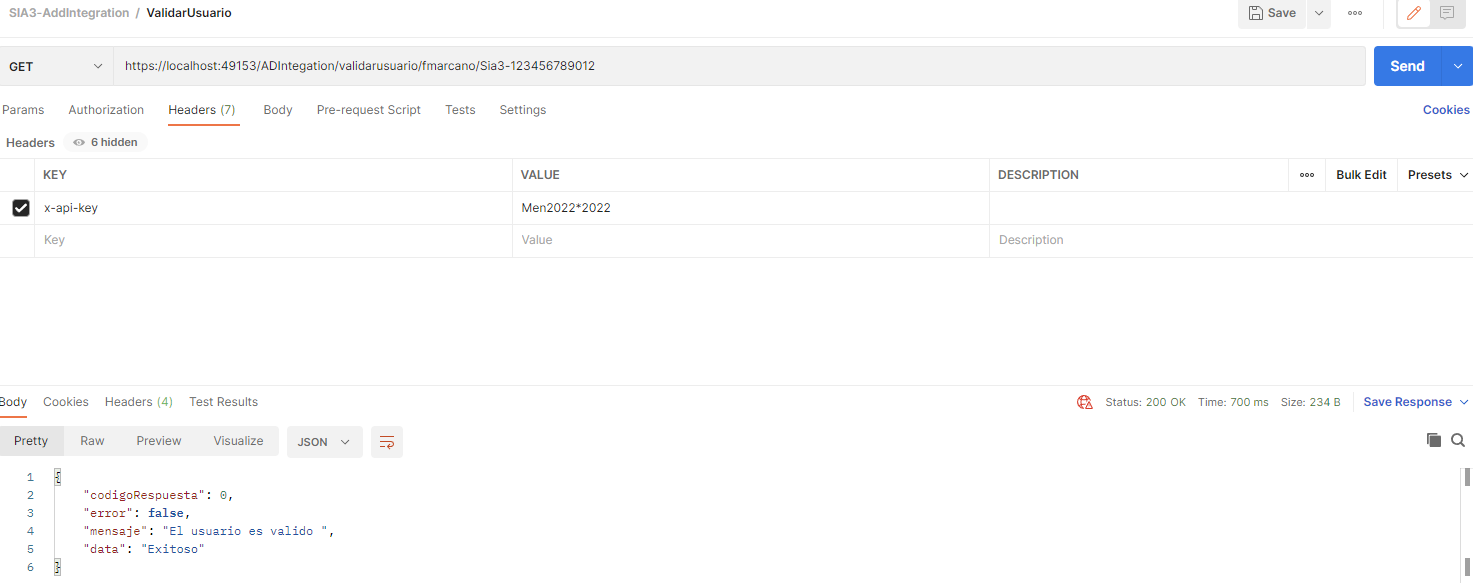 SIA3-AddIntegration / ValidarUsuario
Save
GET
https://localhost:49153/ADIntegation/validarusuario/fmarcano/Sia3-123456789012
Send
Params Authorization Headers (7) Body Pre-request Script Tests Settings Cookies
Headers 6 hidden
KEY VALUE DESCRIPTION Bulk Edit Presets
x-api-key Men2022*2022
Key Value Description
Body Cookies Headers (4) Test Results Status: 200 OK Time: 700 ms Size: 234 B Save Response
Pretty Raw Preview Visualize JSON
1 {
2 "codigoRespuesta": 0,
3 "error": false,
4 "mensaje": "El usuario es valido ",
5 "data": "Exitoso"
6 }